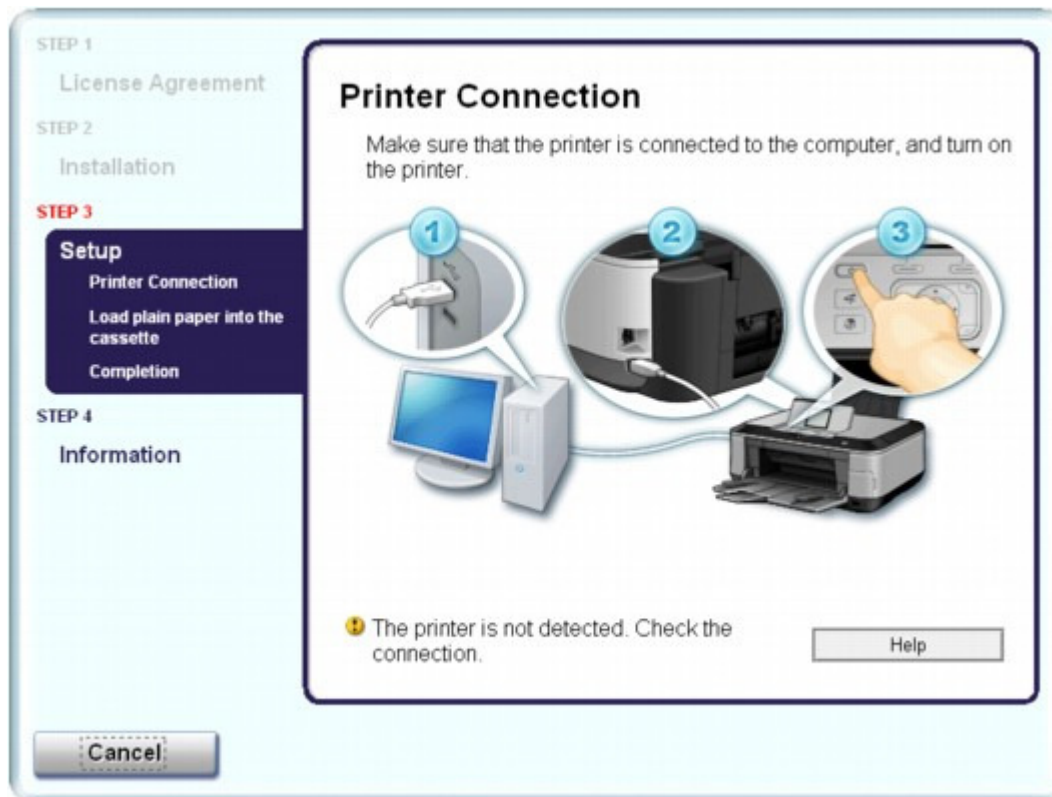 STEP 1
License Agreement
STEP 2
Installation
STEP 3
Setup
Printer Connection
Load plain paper into the
cassette
Completion
STEP 4
Information
Printer Connection
Make sure that the printer is connected to the computer, and turn on
the printer.
1
2
3
The printer is not detected. Check the
connection.
Help
Cancel